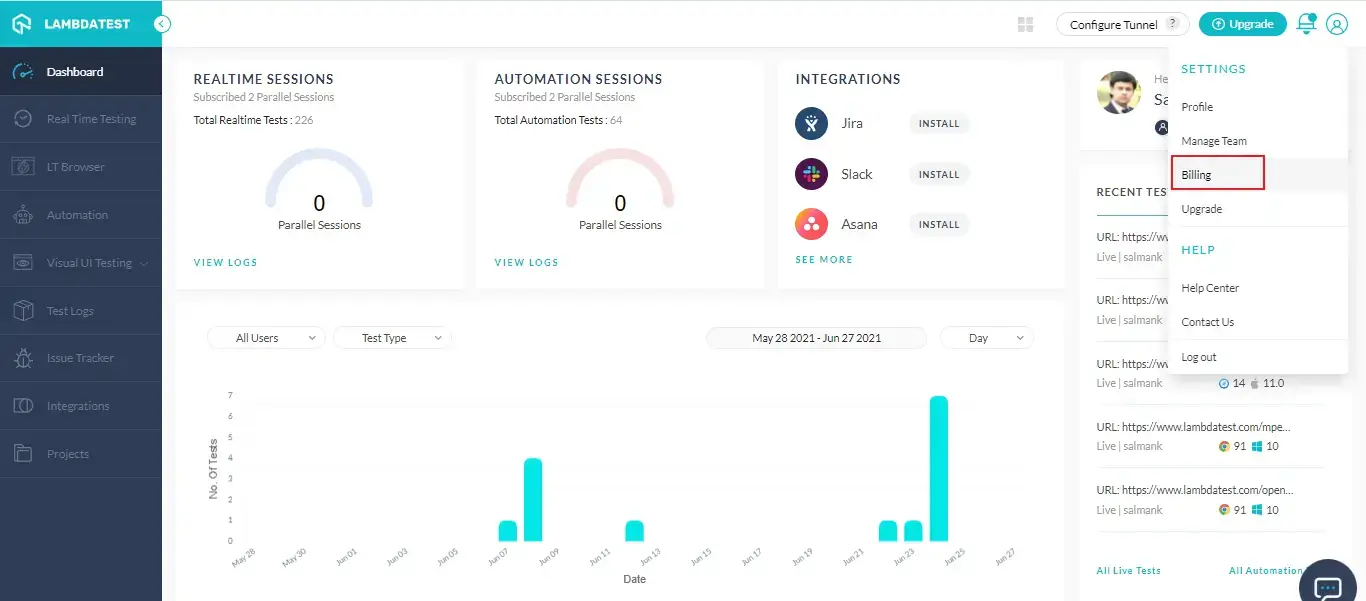 LAMBDATEST
Configure Tunnel ?
Upgrade
Dashboard
Real Time Testing
LT Browser
Automation
Visual UI Testing
Test Logs
Issue Tracker
Integrations
Projects
REALTIME SESSIONS
Subscribed 2 Parallel Sessions
Total Realtime Tests : 226
0
Parallel Sessions
VIEW LOGS
AUTOMATION SESSIONS
Subscribed 2 Parallel Sessions
Total Automation Tests : 64
0
Parallel Sessions
VIEW LOGS
INTEGRATIONS
Jira INSTALL
Slack INSTALL
Asana INSTALL
SEE MORE
He
Sa
SETTINGS
Profile
Manage Team
Billing
Upgrade
HELP
Help Center
Contact Us
Log out
All Users
Test Type
May 28 2021 - Jun 27 2021
Day
7
6
5
4
3
2
1
0
No. Of Tests
May 28
May 30
Jun 01
Jun 03
Jun 05
Jun 07
Jun 09
Jun 11
Jun 13
Jun 15
Jun 17
Jun 19
Jun 21
Jun 23
Jun 25
Jun 27
Date
RECENT TES
URL: https://ww
Live | salmank
URL: https://ww
Live | salmank
URL: https://ww
Live | salmank 14 11.0
URL: https://www.lambdatest.com/mpe...
Live | salmank 91 10
URL: https://www.lambdatest.com/open...
Live | salmank 91 10
All Live Tests
All Automation